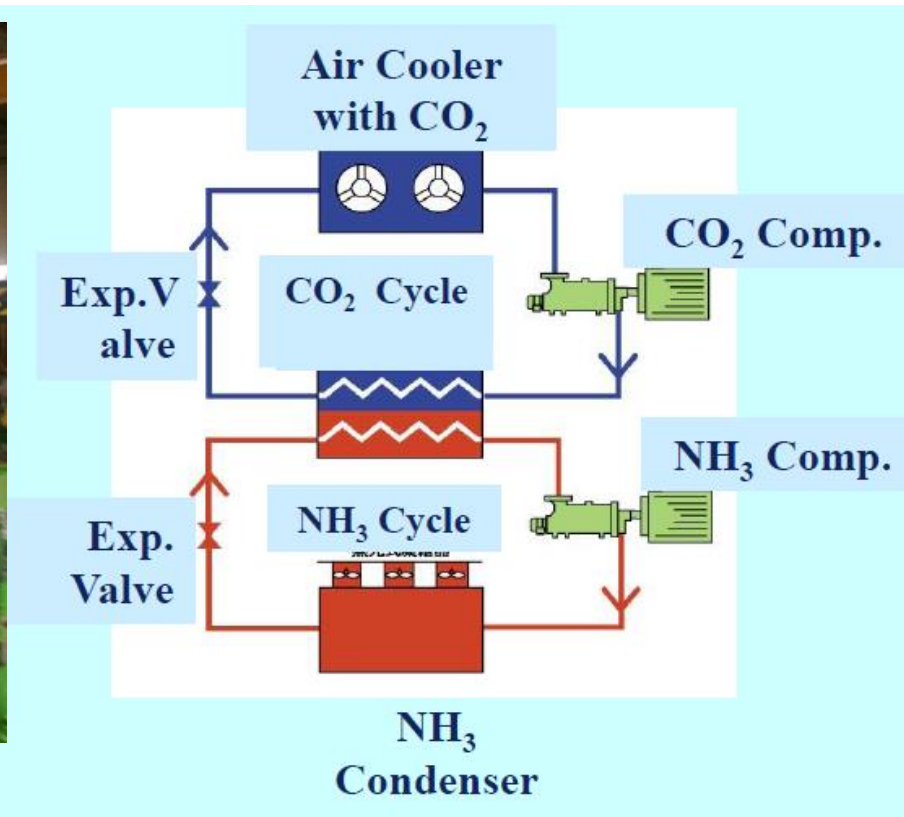 Air Cooler
with CO₂
CO₂ Comp.
Exp.V
alve
CO₂ Cycle
NH₃ Comp.
Exp.
Valve
NH₃ Cycle
NH₃
Condenser